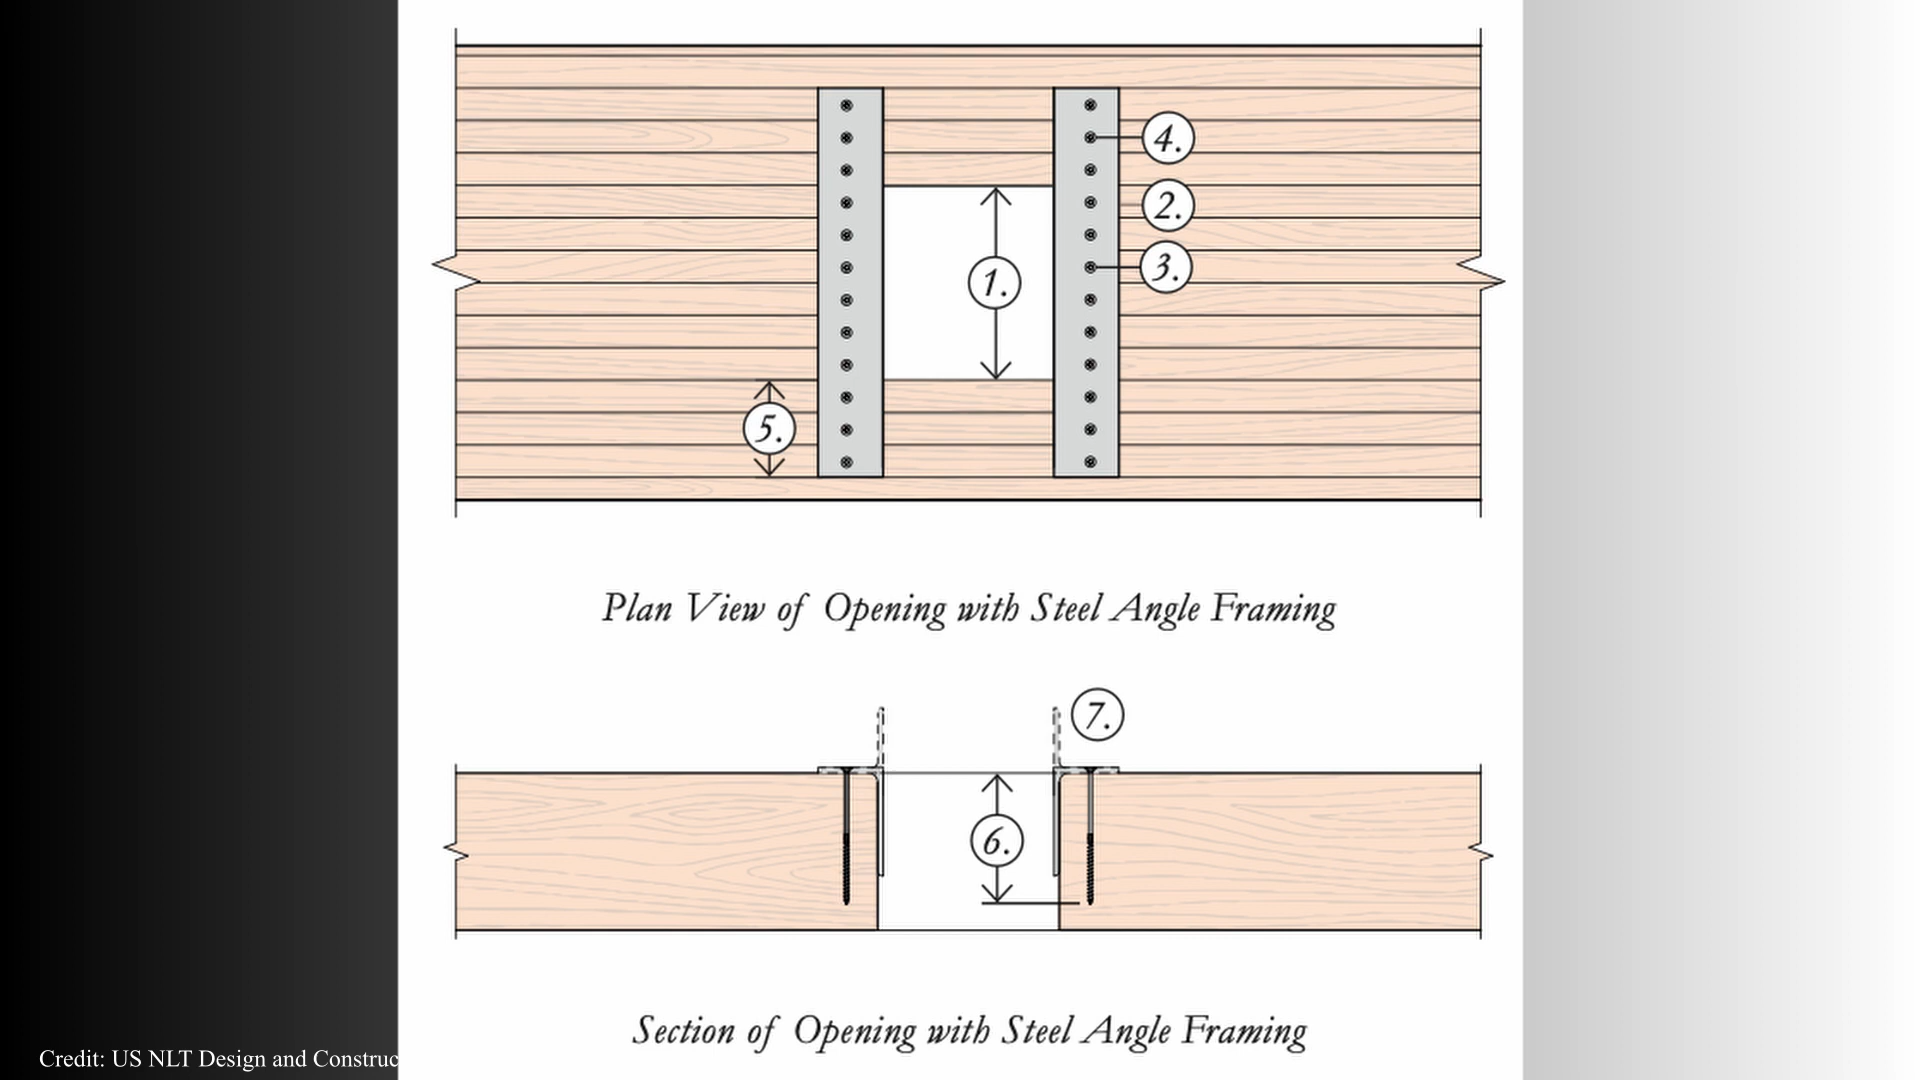 4.
2.
3.
1.
5.
Plan View of Opening with Steel Angle Framing
7.
6.
Section of Opening with Steel Angle Framing
Credit: US NLT Design and Construc